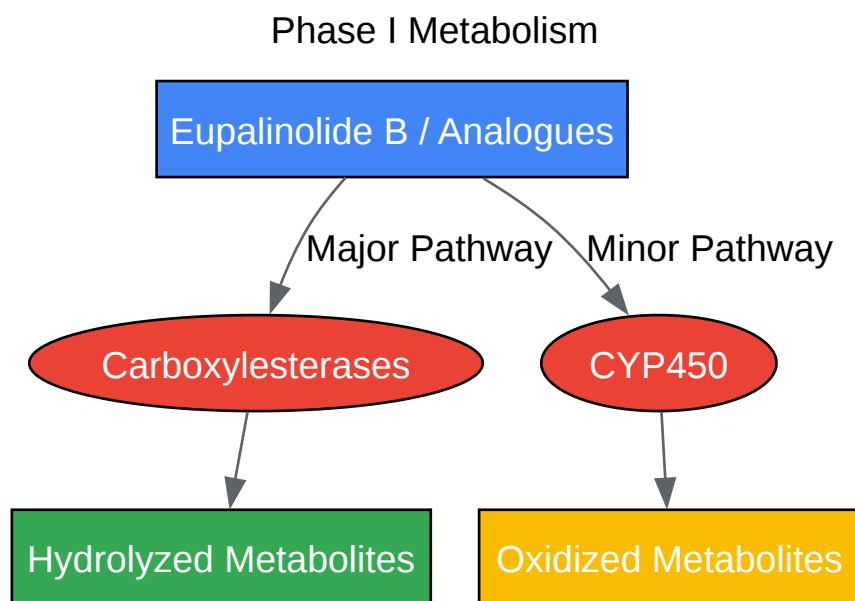 Phase I Metabolism
Eupalinolide B / Analogues
Major Pathway
Minor Pathway
Carboxylesterases
CYP450
Hydrolyzed Metabolites
Oxidized Metabolites